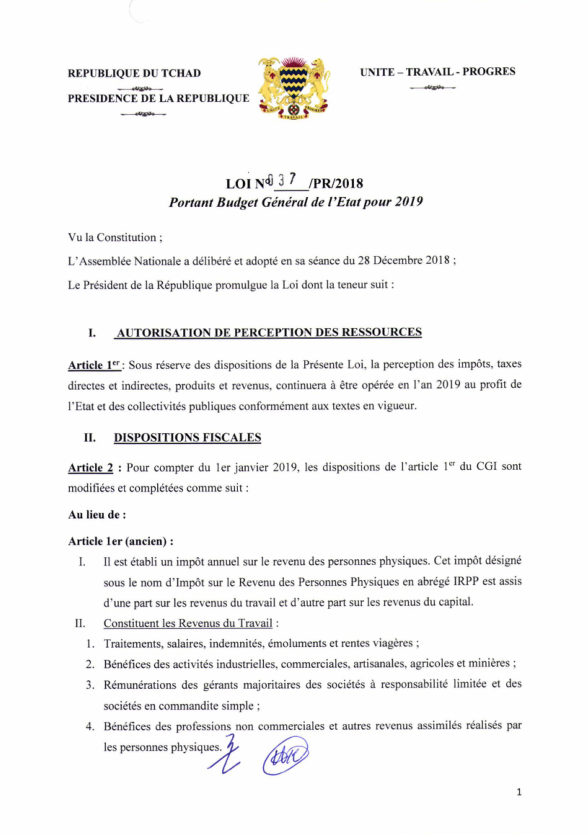 REPUBLIQUE DU TCHAD
UNITE – TRAVAIL - PROGRES
PRESIDENCE DE LA REPUBLIQUE
LOI N° 037 /PR/2018
Portant Budget Général de l'Etat pour 2019
Vu la Constitution ;
L'Assemblée Nationale a délibéré et adopté en sa séance du 28 Décembre 2018 ;
Le Président de la République promulgue la Loi dont la teneur suit :
I. AUTORISATION DE PERCEPTION DES RESSOURCES
Article 1er : Sous réserve des dispositions de la Présente Loi, la perception des impôts, taxes
directes et indirectes, produits et revenus, continuera à être opérée en l'an 2019 au profit de
l'Etat et des collectivités publiques conformément aux textes en vigueur.
II. DISPOSITIONS FISCALES
Article 2 : Pour compter du 1er janvier 2019, les dispositions de l'article 1er du CGI sont
modifiées et complétées comme suit :
Au lieu de :
Article 1er (ancien) :
I. Il est établi un impôt annuel sur le revenu des personnes physiques. Cet impôt désigné
sous le nom d'Impôt sur le Revenu des Personnes Physiques en abrégé IRPP est assis
d'une part sur les revenus du travail et d'autre part sur les revenus du capital.
II. Constituent les Revenus du Travail :
1. Traitements, salaires, indemnités, émoluments et rentes viagères ;
2. Bénéfices des activités industrielles, commerciales, artisanales, agricoles et minières ;
3. Rémunérations des gérants majoritaires des sociétés à responsabilité limitée et des
sociétés en commandite simple ;
4. Bénéfices des professions non commerciales et autres revenus assimilés réalisés par
les personnes physiques.
1